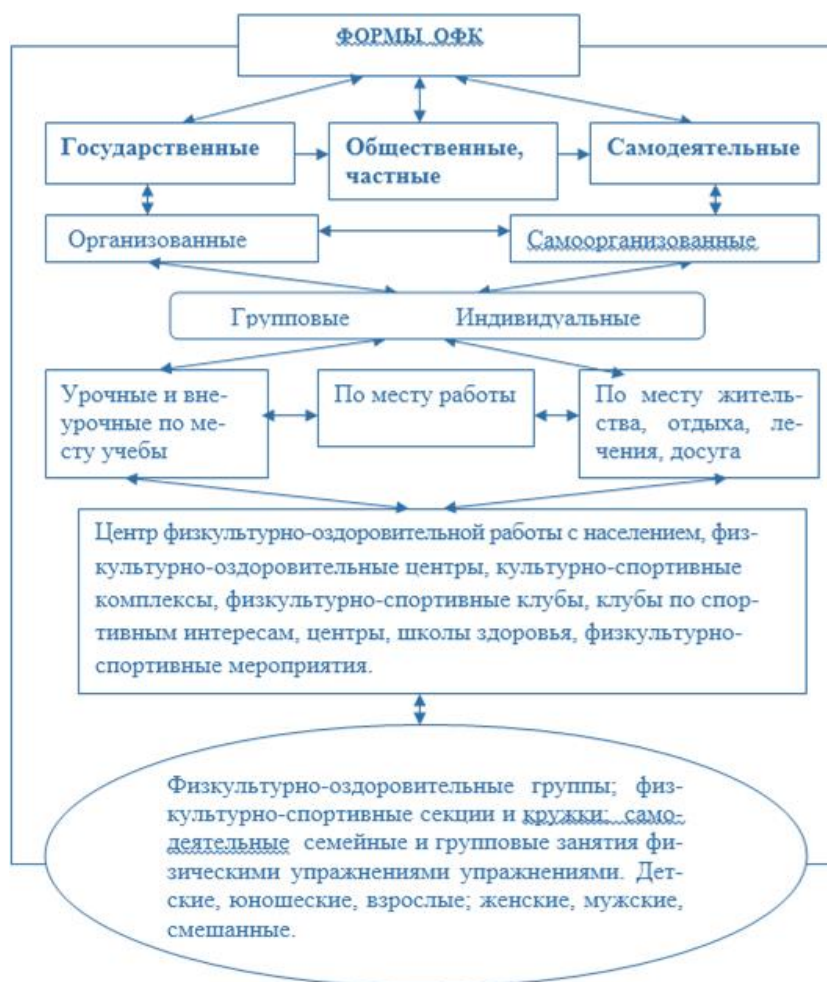 ФОРМЫ ОФК
Государственные
Общественные,
частные
Самодеятельные
Организованные
Самоорганизованные
Групповые Индивидуальные
Урочные и вне-
урочные по ме-
сту учебы
По месту работы
По месту житель-
ства, отдыха, ле-
чения, досуга
Центр физкультурно-оздоровительной работы с населением, физ-
культурно-оздоровительные центры, культурно-спортивные
комплексы, физкультурно-спортивные клубы, клубы по спор-
тивным интересам, центры, школы здоровья, физкультурно-
спортивные мероприятия.
Физкультурно-оздоровительные группы; физ-
культурно-спортивные секции и кружки; само-
деятельные семейные и групповые занятия фи-
зическими упражнениями упражнениями. Дет-
ские, юношеские, взрослые; женские, мужские,
смешанные.